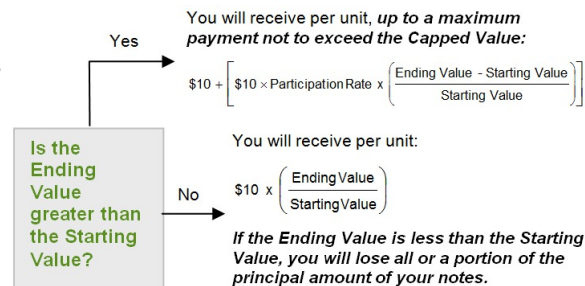 You will receive per unit, up to a maximum
payment not to exceed the Capped Value:
Yes
$10 + [ $10 × Participation Rate x ( Ending Value - Starting Value / Starting Value ) ]
Is the
Ending
Value
greater than
the Starting
Value?
You will receive per unit:
No
$10 x ( Ending Value / Starting Value )
If the Ending Value is less than the Starting
Value, you will lose all or a portion of the
principal amount of your notes.